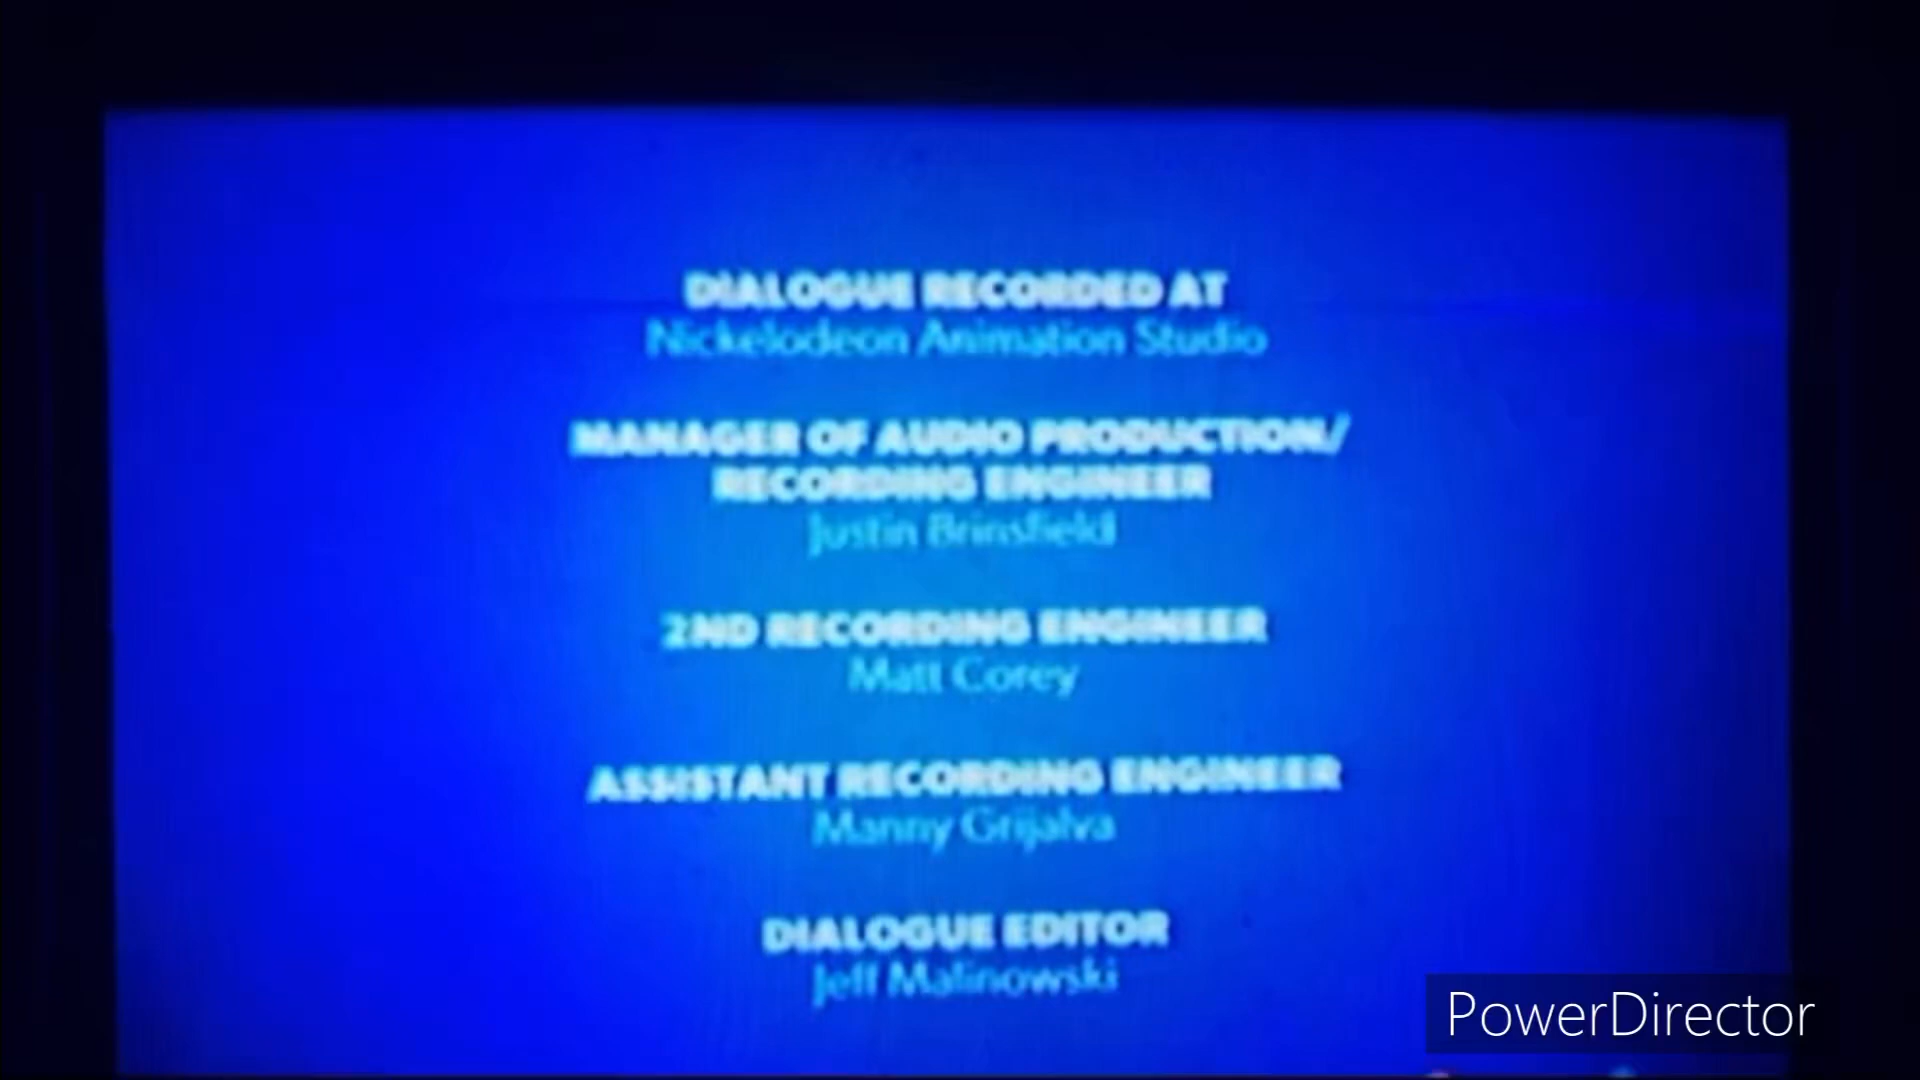 DIALOGUE RECORDED AT
Nickelodeon Animation Studio
MANAGER OF AUDIO PRODUCTION/
RECORDING ENGINEER
Justin Brinsfield
2ND RECORDING ENGINEER
Matt Corey
ASSISTANT RECORDING ENGINEER
Manny Grijalva
DIALOGUE EDITOR
Jeff Malinowski
PowerDirector